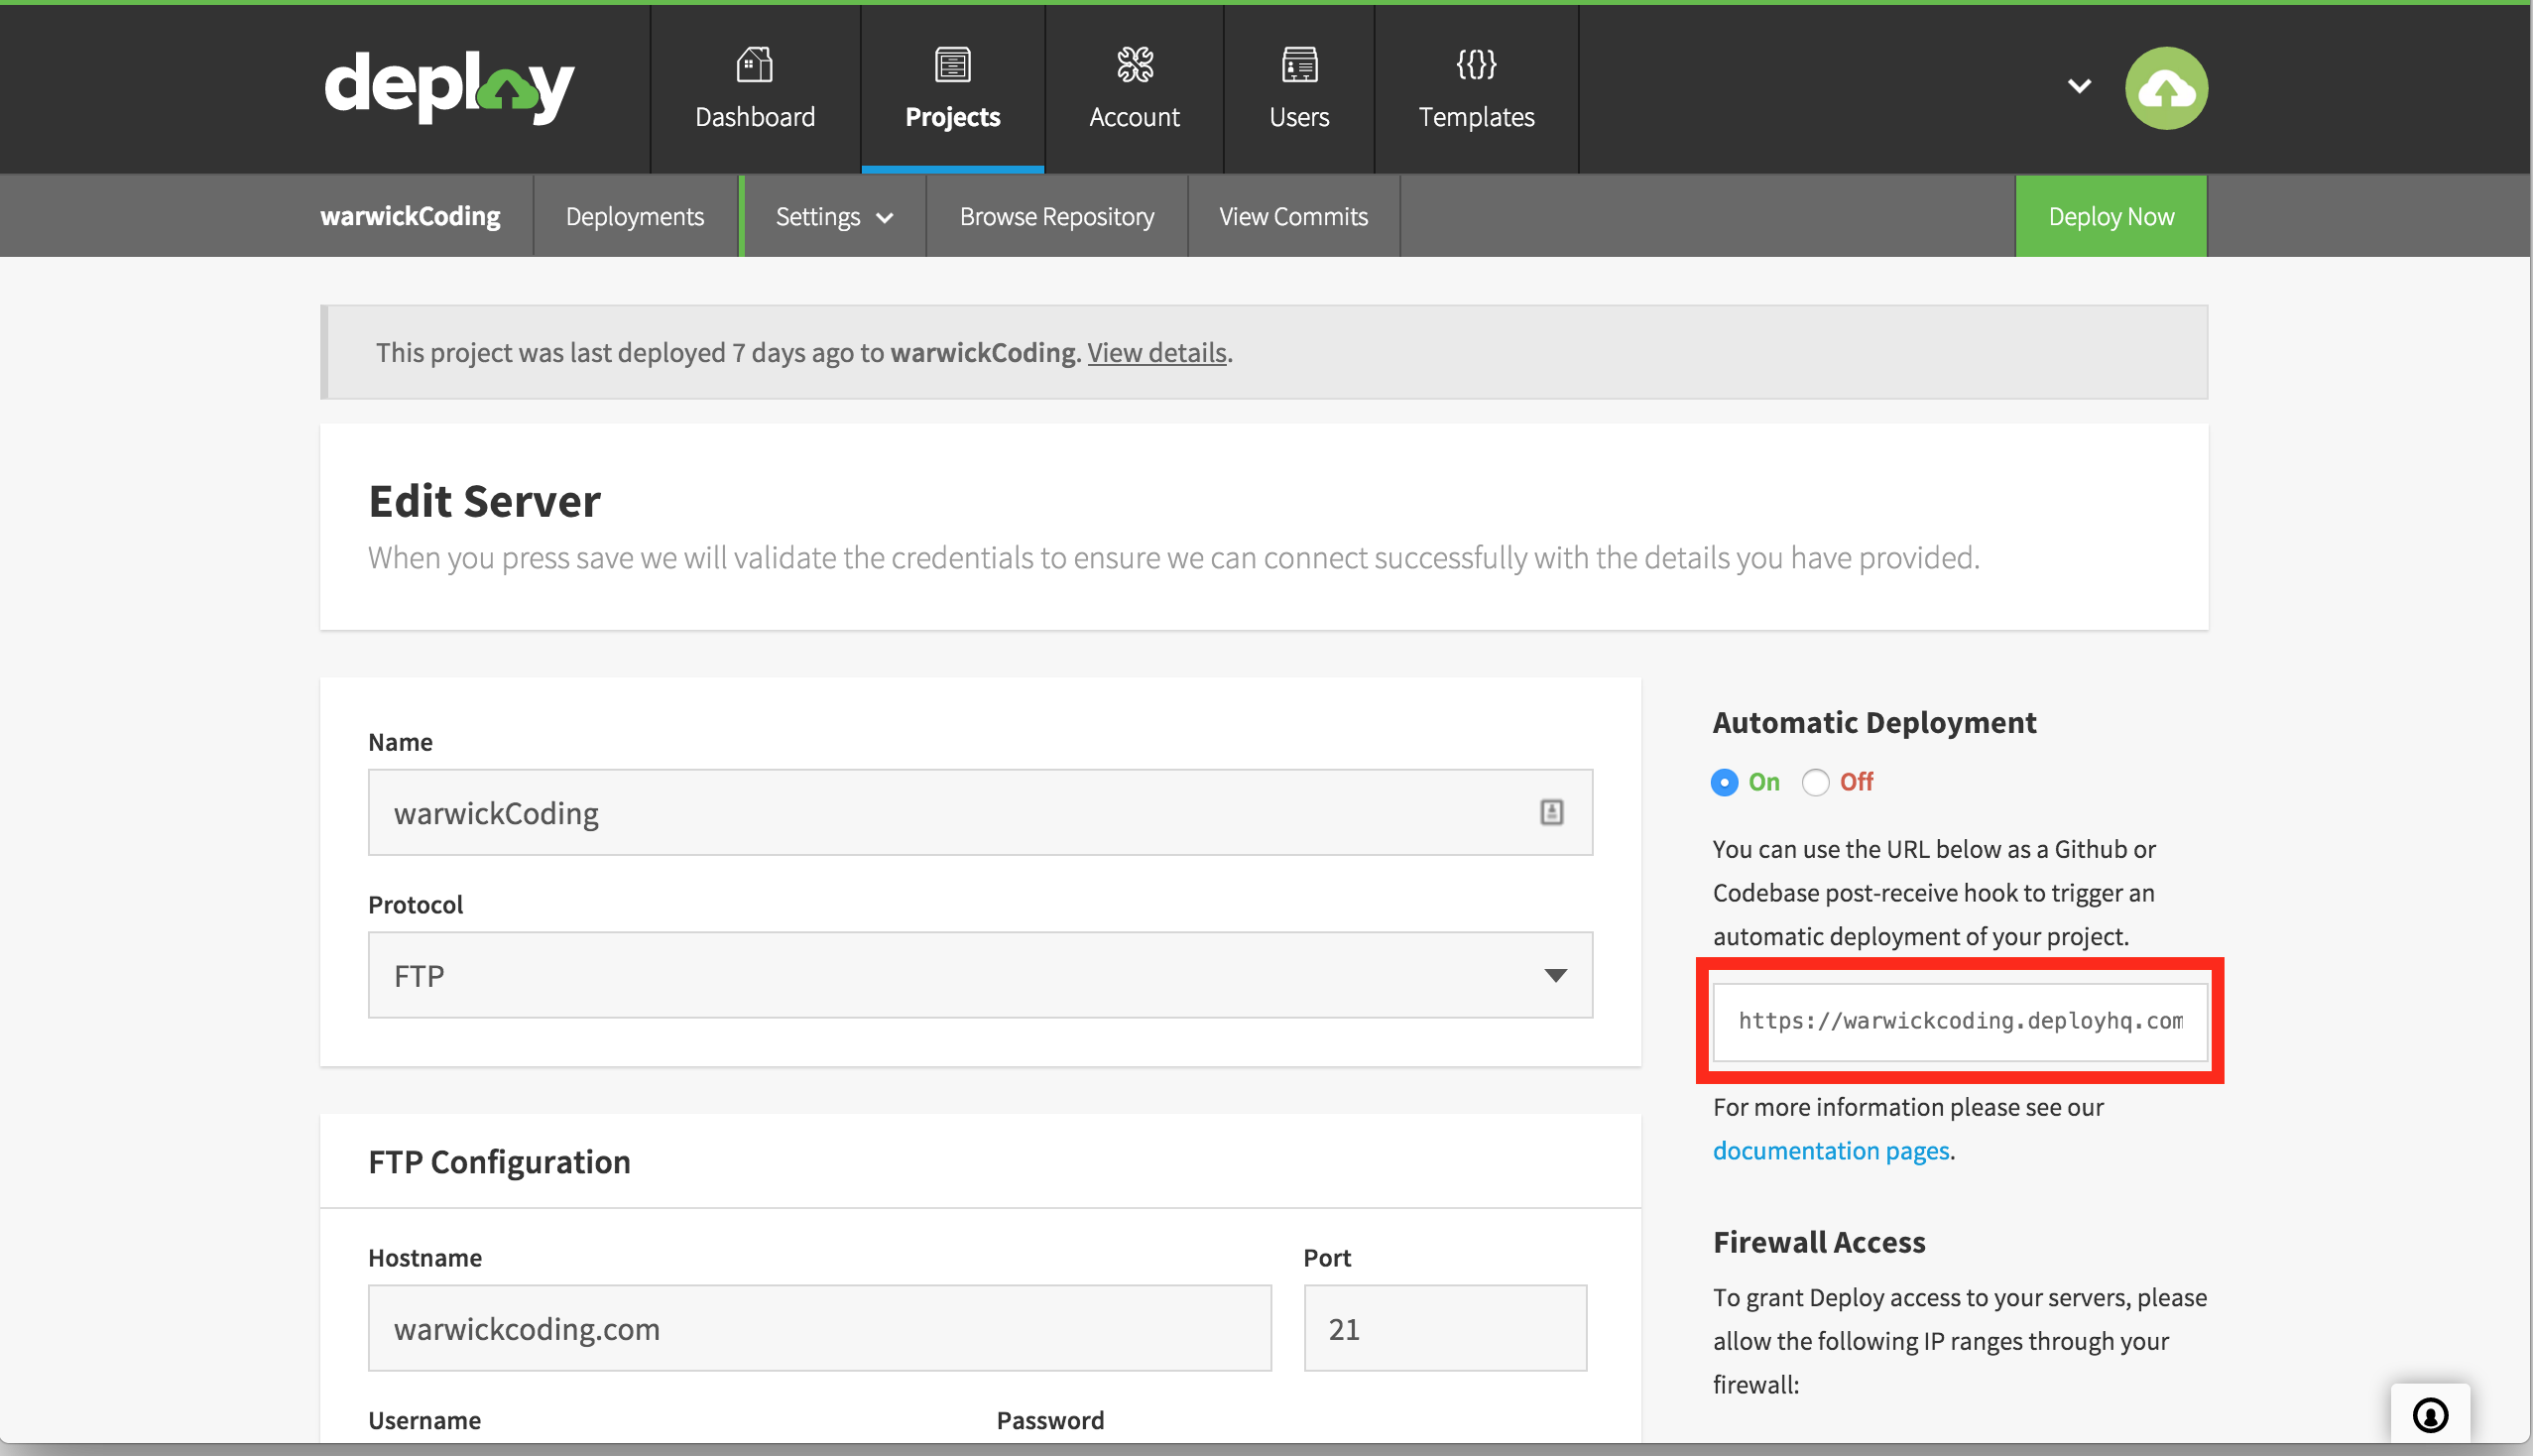 deploy
Dashboard
Projects
Account
Users
Templates
warwickCoding
Deployments
Settings
Browse Repository
View Commits
Deploy Now
This project was last deployed 7 days ago to warwickCoding. View details.
Edit Server
When you press save we will validate the credentials to ensure we can connect successfully with the details you have provided.
Name
warwickCoding
Protocol
FTP
FTP Configuration
Hostname
Port
warwickcoding.com
21
Username
Password
Automatic Deployment
On
Off
You can use the URL below as a Github or
Codebase post-receive hook to trigger an
automatic deployment of your project.
https://warwickcoding.deployhq.com
For more information please see our
documentation pages.
Firewall Access
To grant Deploy access to your servers, please
allow the following IP ranges through your
firewall: